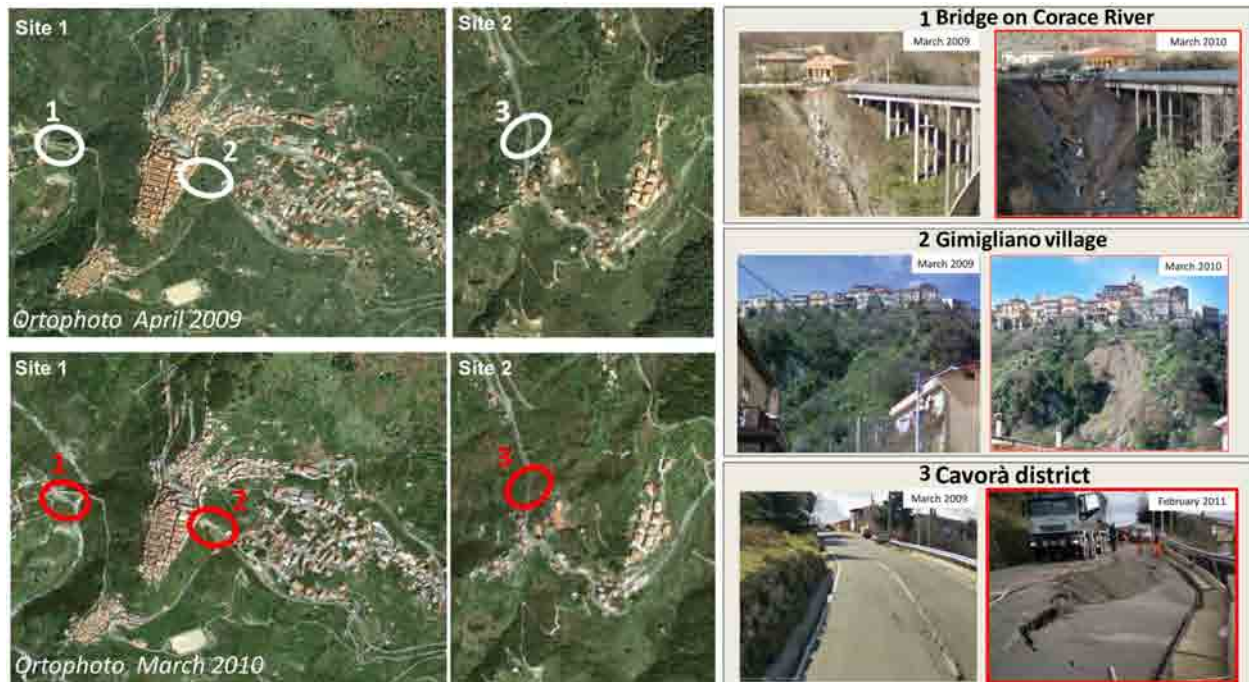 Site 1
1
2
Ortophoto April 2009
Site 2
3
Site 1
1
2
Ortophoto March 2010
Site 2
3
1 Bridge on Corace River
March 2009
March 2010
2 Gimigliano village
March 2009
March 2010
3 Cavorà district
March 2009
February 2011